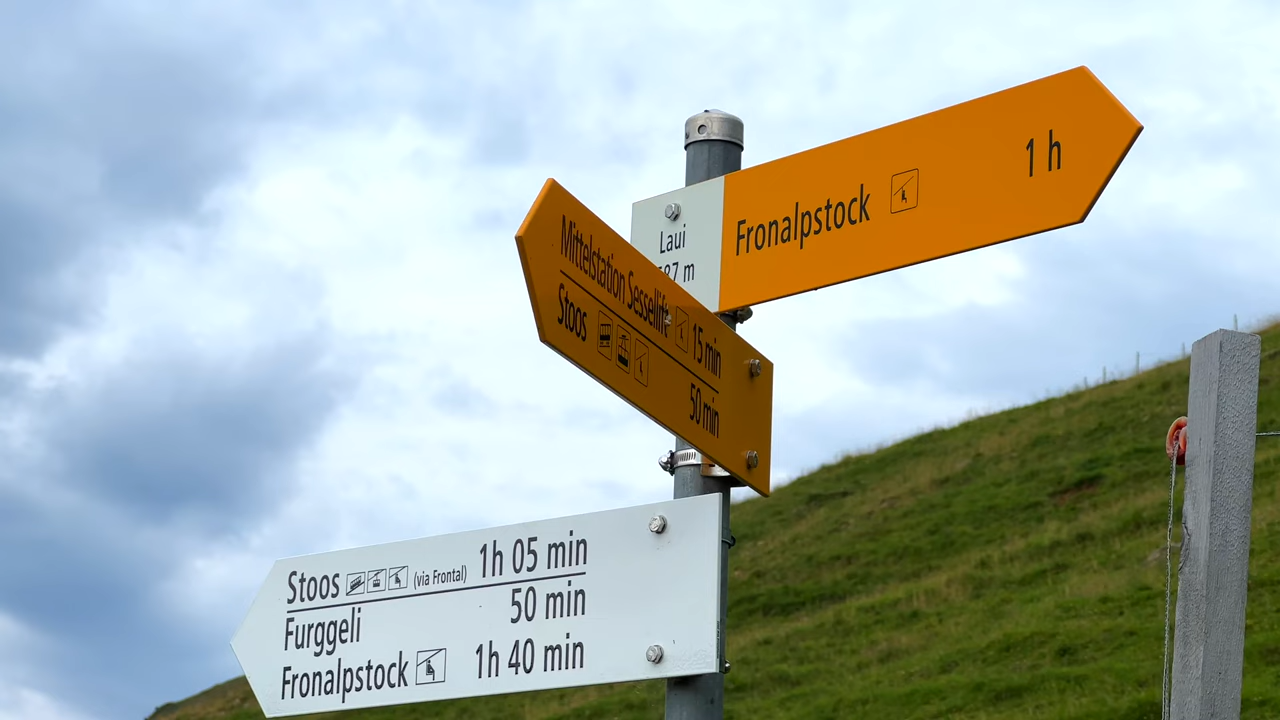 Laui
87 m
Fronalpstock 1 h
Mittelstation Sessellift 15 min
Stoos 50 min
Stoos (via Frontal) 1h 05 min
Furggeli 50 min
Fronalpstock 1h 40 min